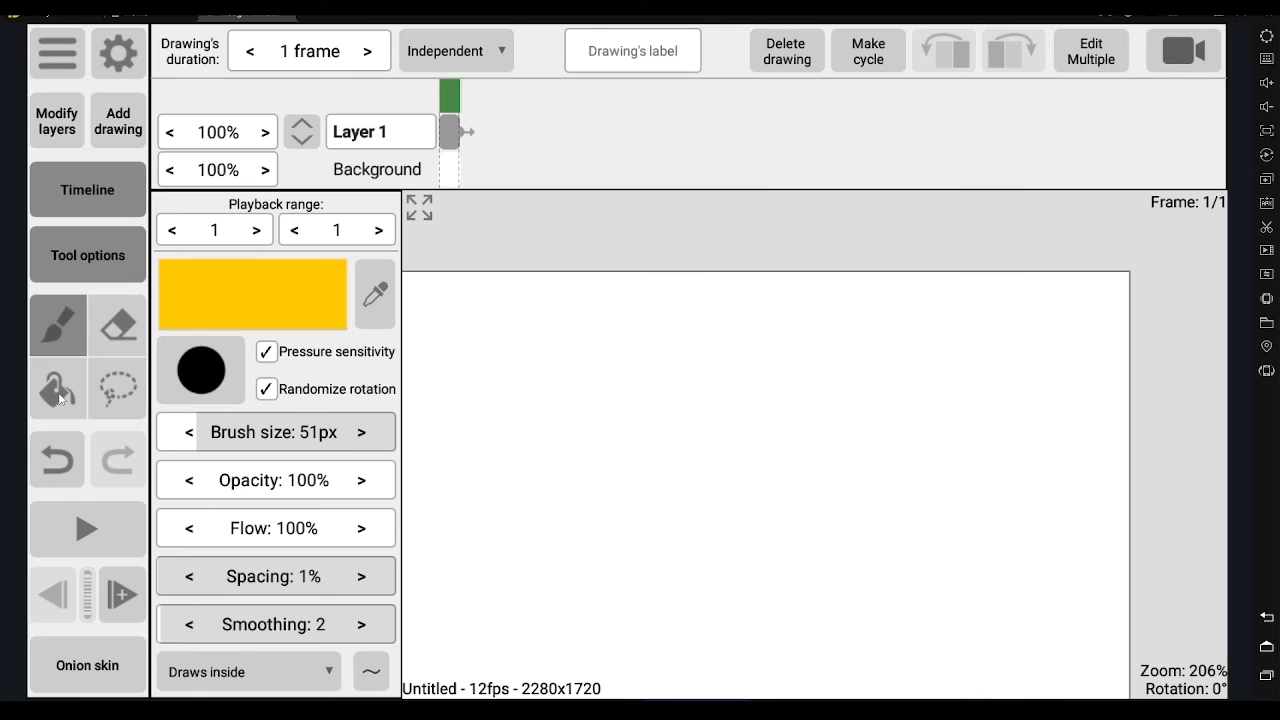 Drawing's
duration:
< 1 frame >
Independent
Drawing's label
Delete
drawing
Make
cycle
Edit
Multiple
Modify
layers
Add
drawing
< 100% >
Layer 1
< 100% >
Background
Timeline
Tool options
Playback range:
< 1 >
< 1 >
Frame: 1/1
Pressure sensitivity
Randomize rotation
< Brush size: 51px >
< Opacity: 100% >
< Flow: 100% >
< Spacing: 1% >
< Smoothing: 2 >
Draws inside
Onion skin
Zoom: 206%
Rotation: 0°
Untitled - 12fps - 2280x1720